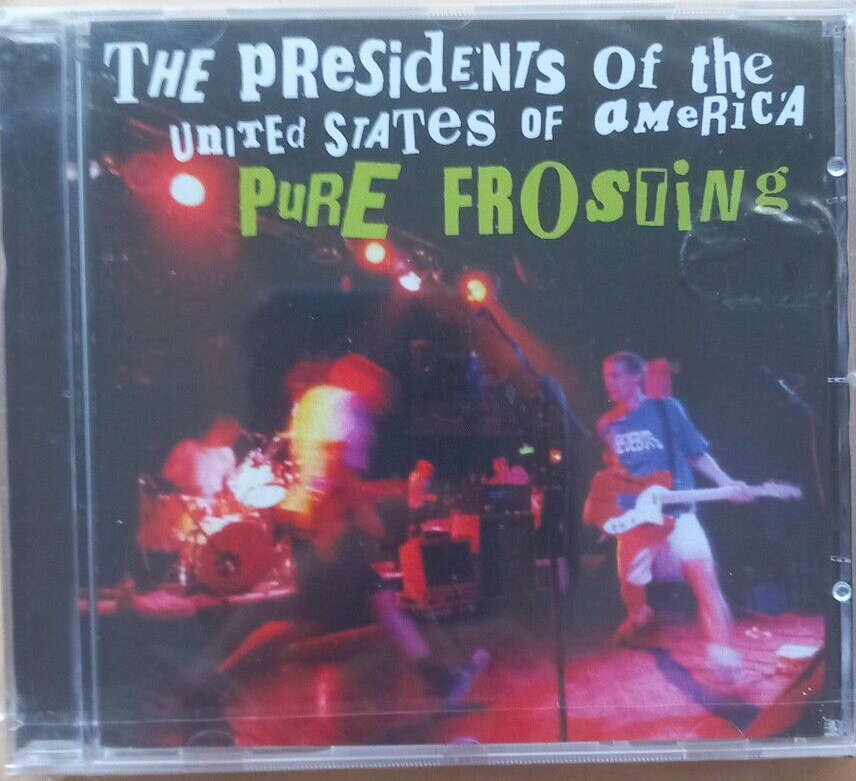 THE PResidENTS Of the
UnITEd STATes OF aMeRiCA
PuRE FROsTiNg